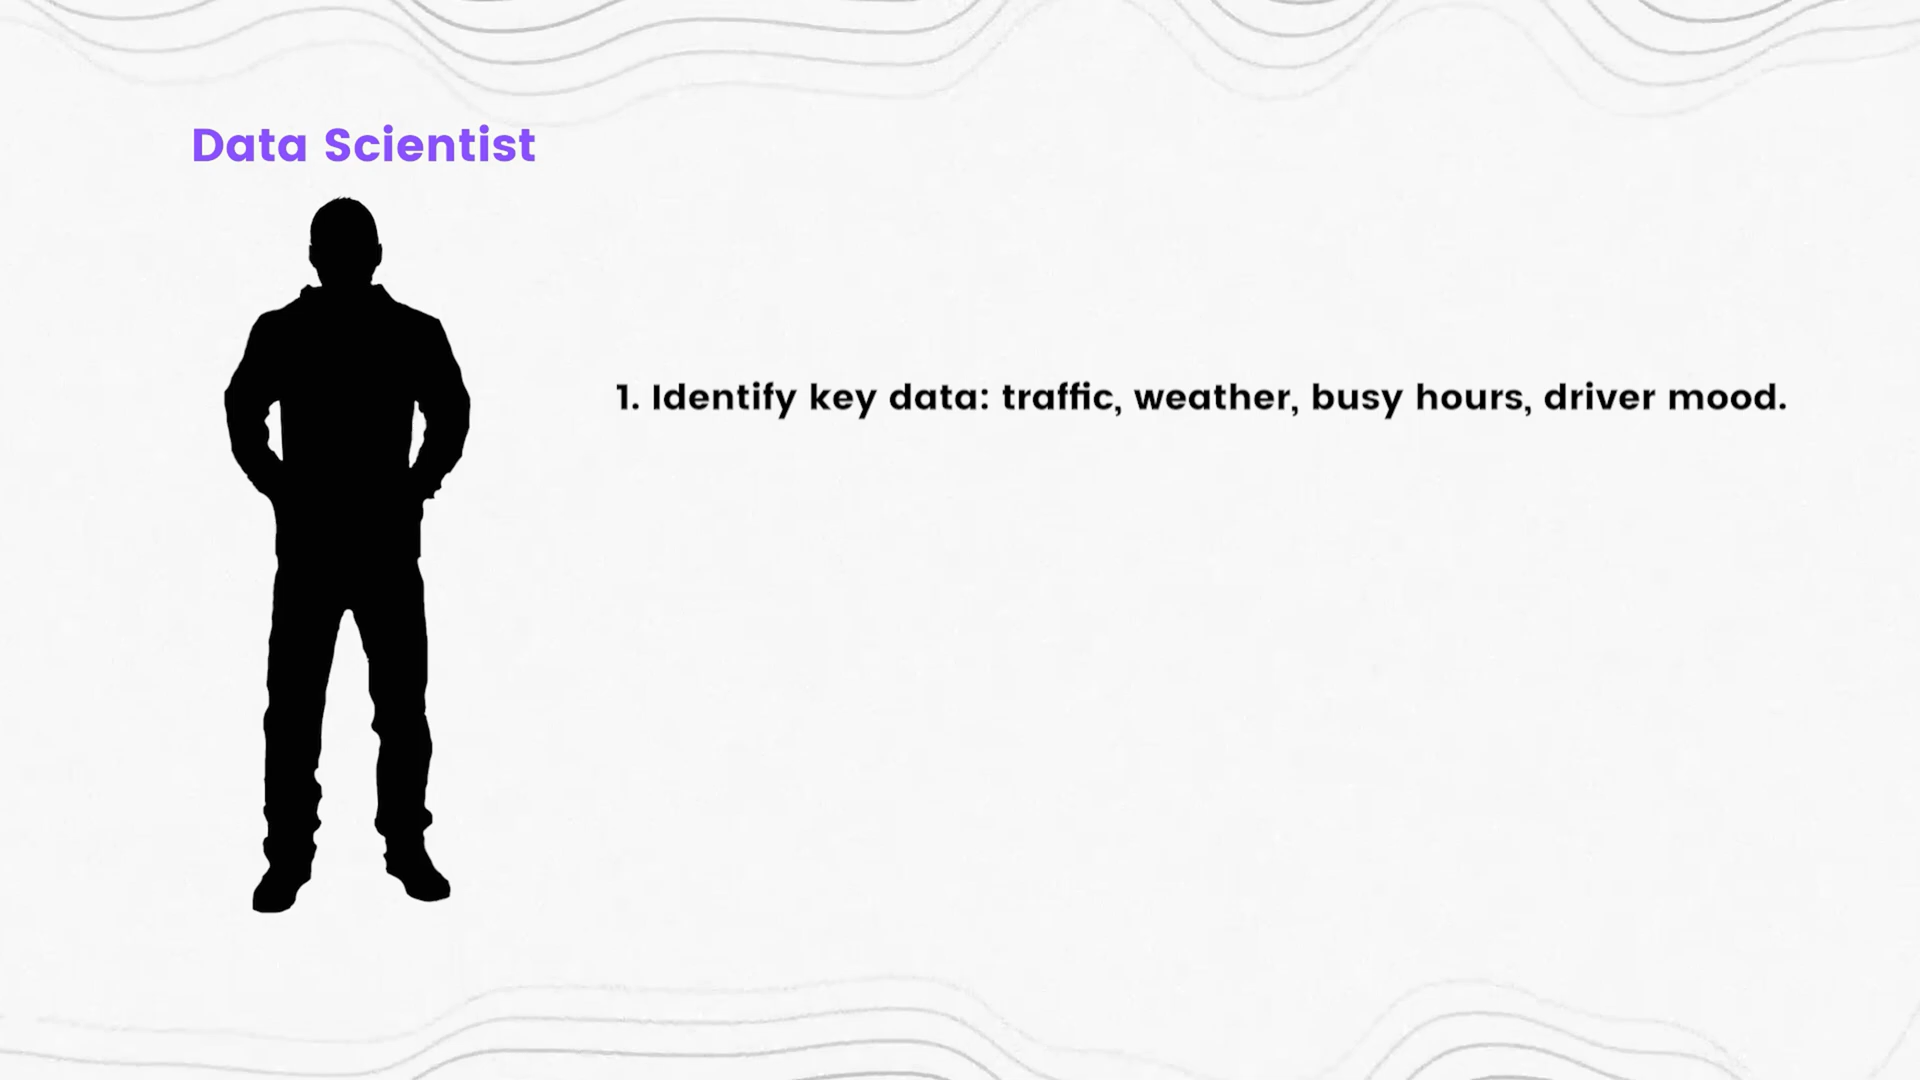 Data Scientist
1. Identify key data: traffic, weather, busy hours, driver mood.